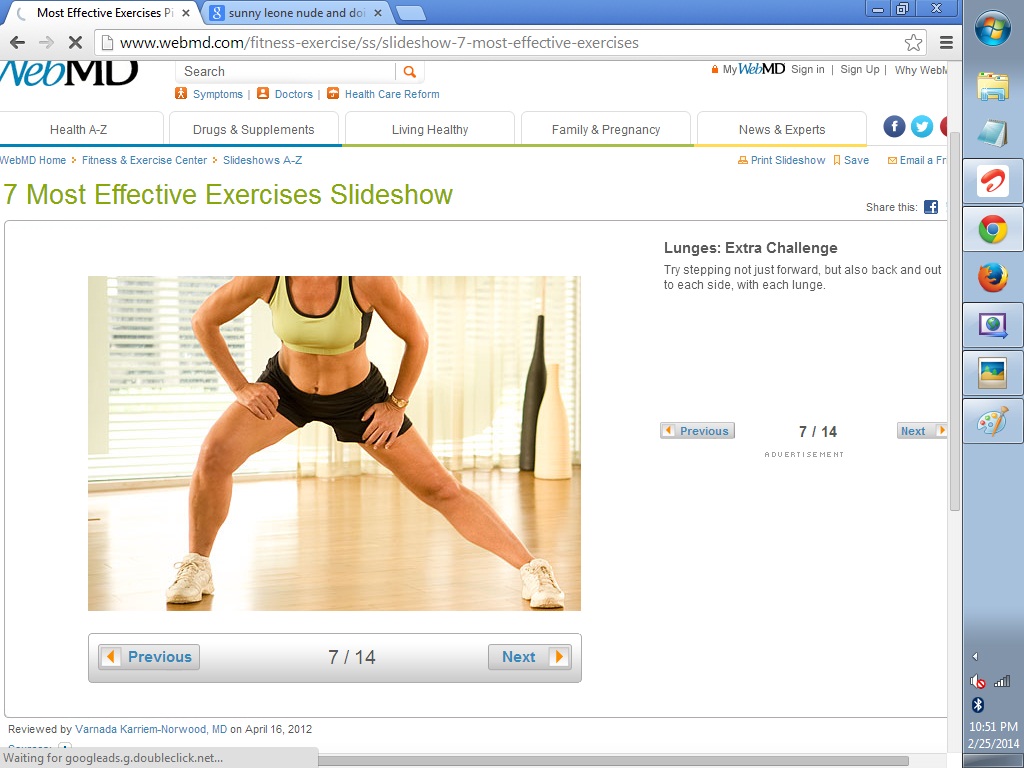 Most Effective Exercises Pi
sunny leone nude and doi
www.webmd.com/fitness-exercise/ss/slideshow-7-most-effective-exercises
WebMD
Search
My WebMD Sign in | Sign Up | Why WebM
Symptoms | Doctors | Health Care Reform
Health A-Z
Drugs & Supplements
Living Healthy
Family & Pregnancy
News & Experts
WebMD Home Fitness & Exercise Center Slideshows A-Z
Print Slideshow Save Email a Fr
7 Most Effective Exercises Slideshow
Share this:
Lunges: Extra Challenge
Try stepping not just forward, but also back and out
to each side, with each lunge.
Previous 7 / 14 Next
ADVERTISEMENT
Previous 7 / 14 Next
Reviewed by Varnada Karriem-Norwood, MD on April 16, 2012
Waiting for googleads.g.doubleclick.net...
10:51 PM
2/25/2014